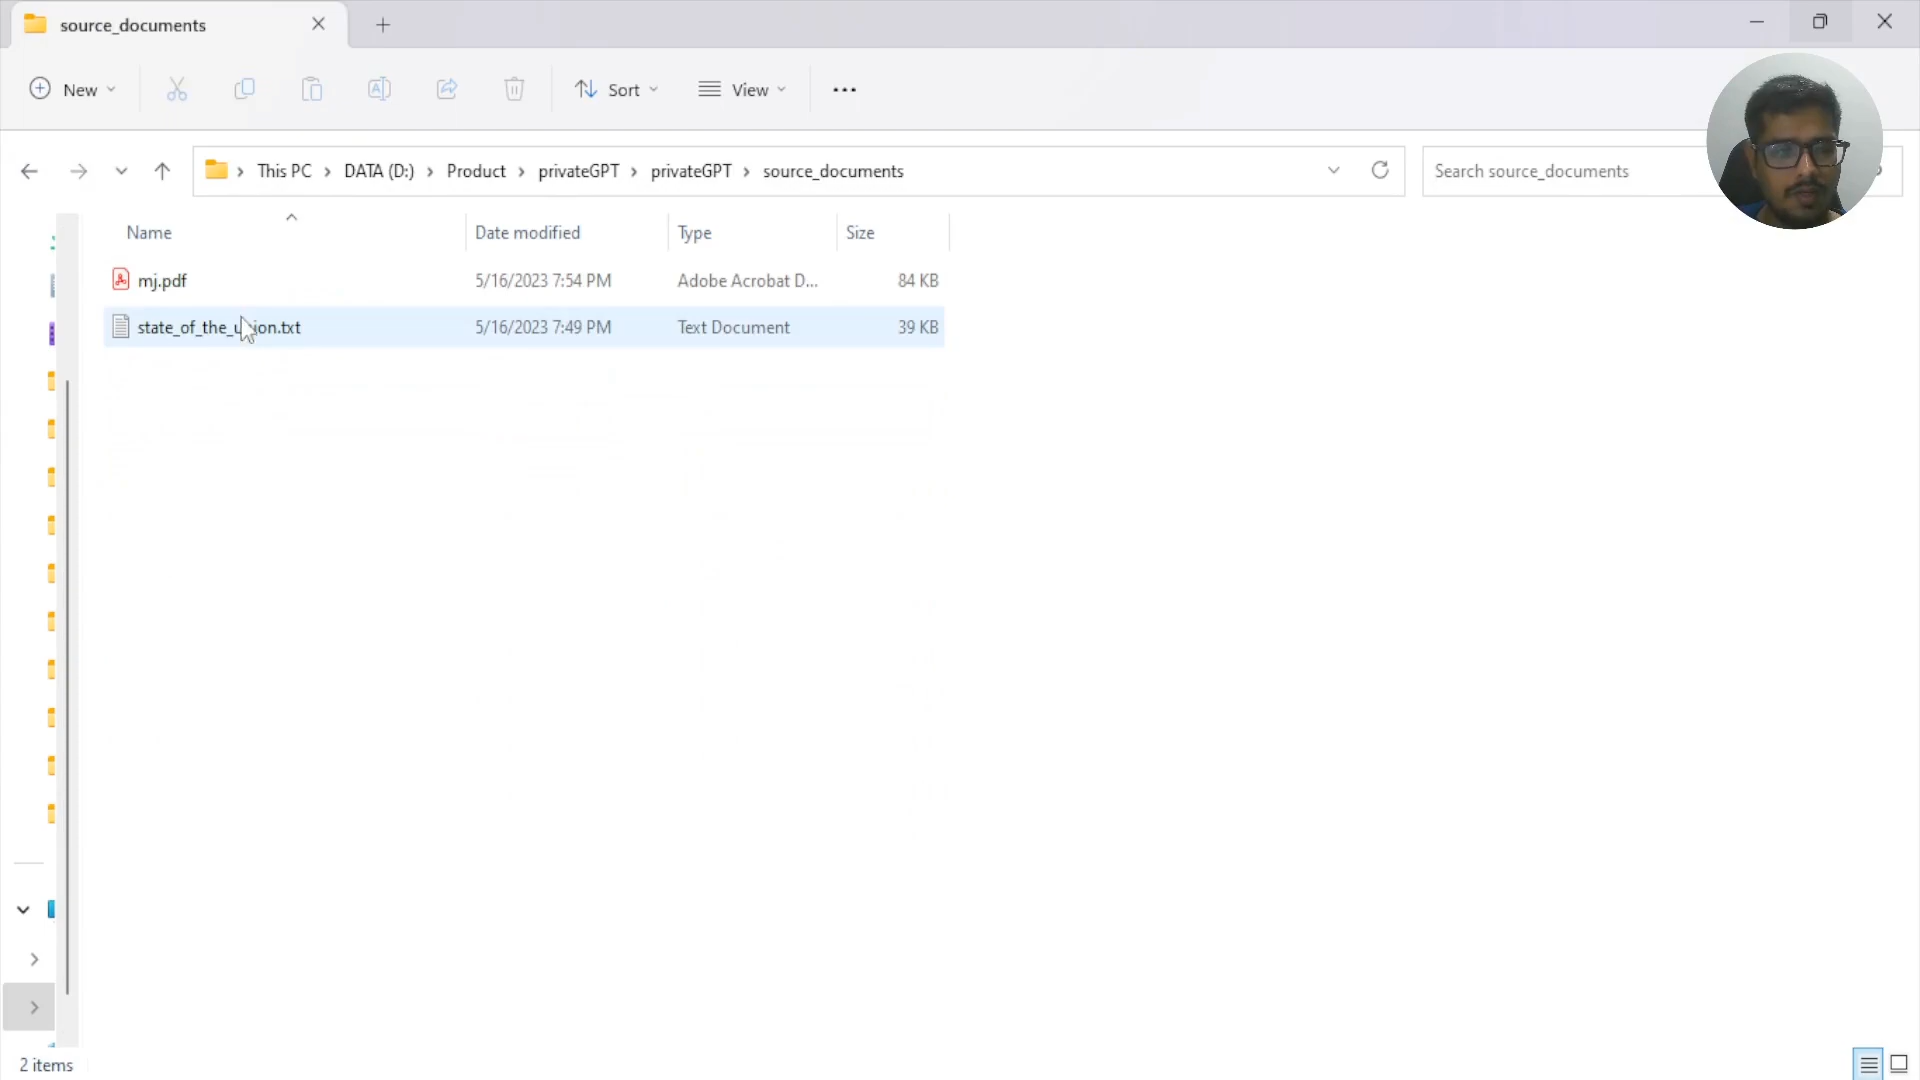 source_documents
New
Sort
View
This PC > DATA (D:) > Product > privateGPT > privateGPT > source_documents
Search source_documents
Name Date modified Type Size
mj.pdf 5/16/2023 7:54 PM Adobe Acrobat D... 84 KB
state_of_the_union.txt 5/16/2023 7:49 PM Text Document 39 KB
2 items